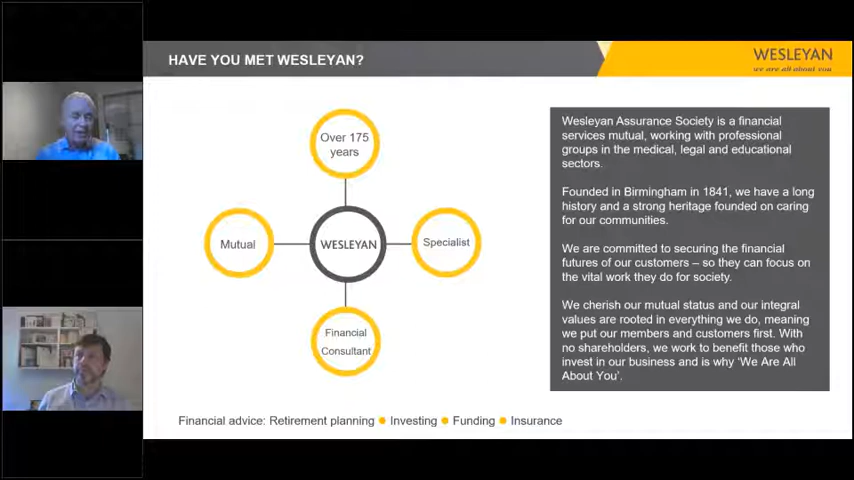 HAVE YOU MET WESLEYAN?
WESLEYAN
we are all about you
Over 175
years
Mutual
WESLEYAN
Specialist
Financial
Consultant
Wesleyan Assurance Society is a financial
services mutual, working with professional
groups in the medical, legal and educational
sectors.
Founded in Birmingham in 1841, we have a long
history and a strong heritage founded on caring
for our communities.
We are committed to securing the financial
futures of our customers – so they can focus on
the vital work they do for society.
We cherish our mutual status and our integral
values are rooted in everything we do, meaning
we put our members and customers first. With
no shareholders, we work to benefit those who
invest in our business and is why ‘We Are All
About You’.
Financial advice: Retirement planning ● Investing ● Funding ● Insurance